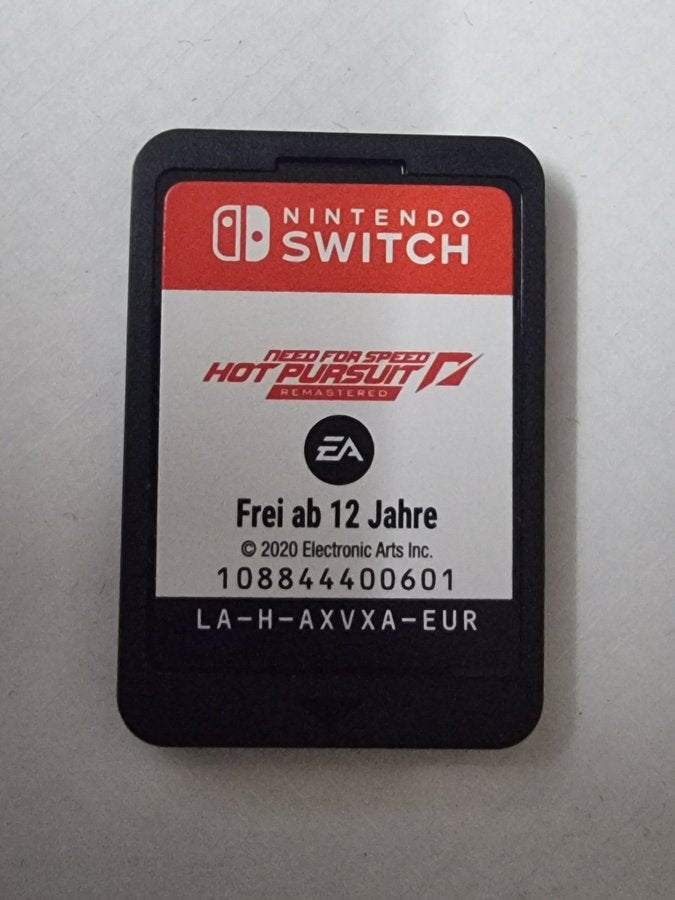 NINTENDO
SWITCH
NEED FOR SPEED
HOT PURSUIT
REMASTERED
EA
Frei ab 12 Jahre
© 2020 Electronic Arts Inc.
108844400601
LA-H-AXVXA-EUR